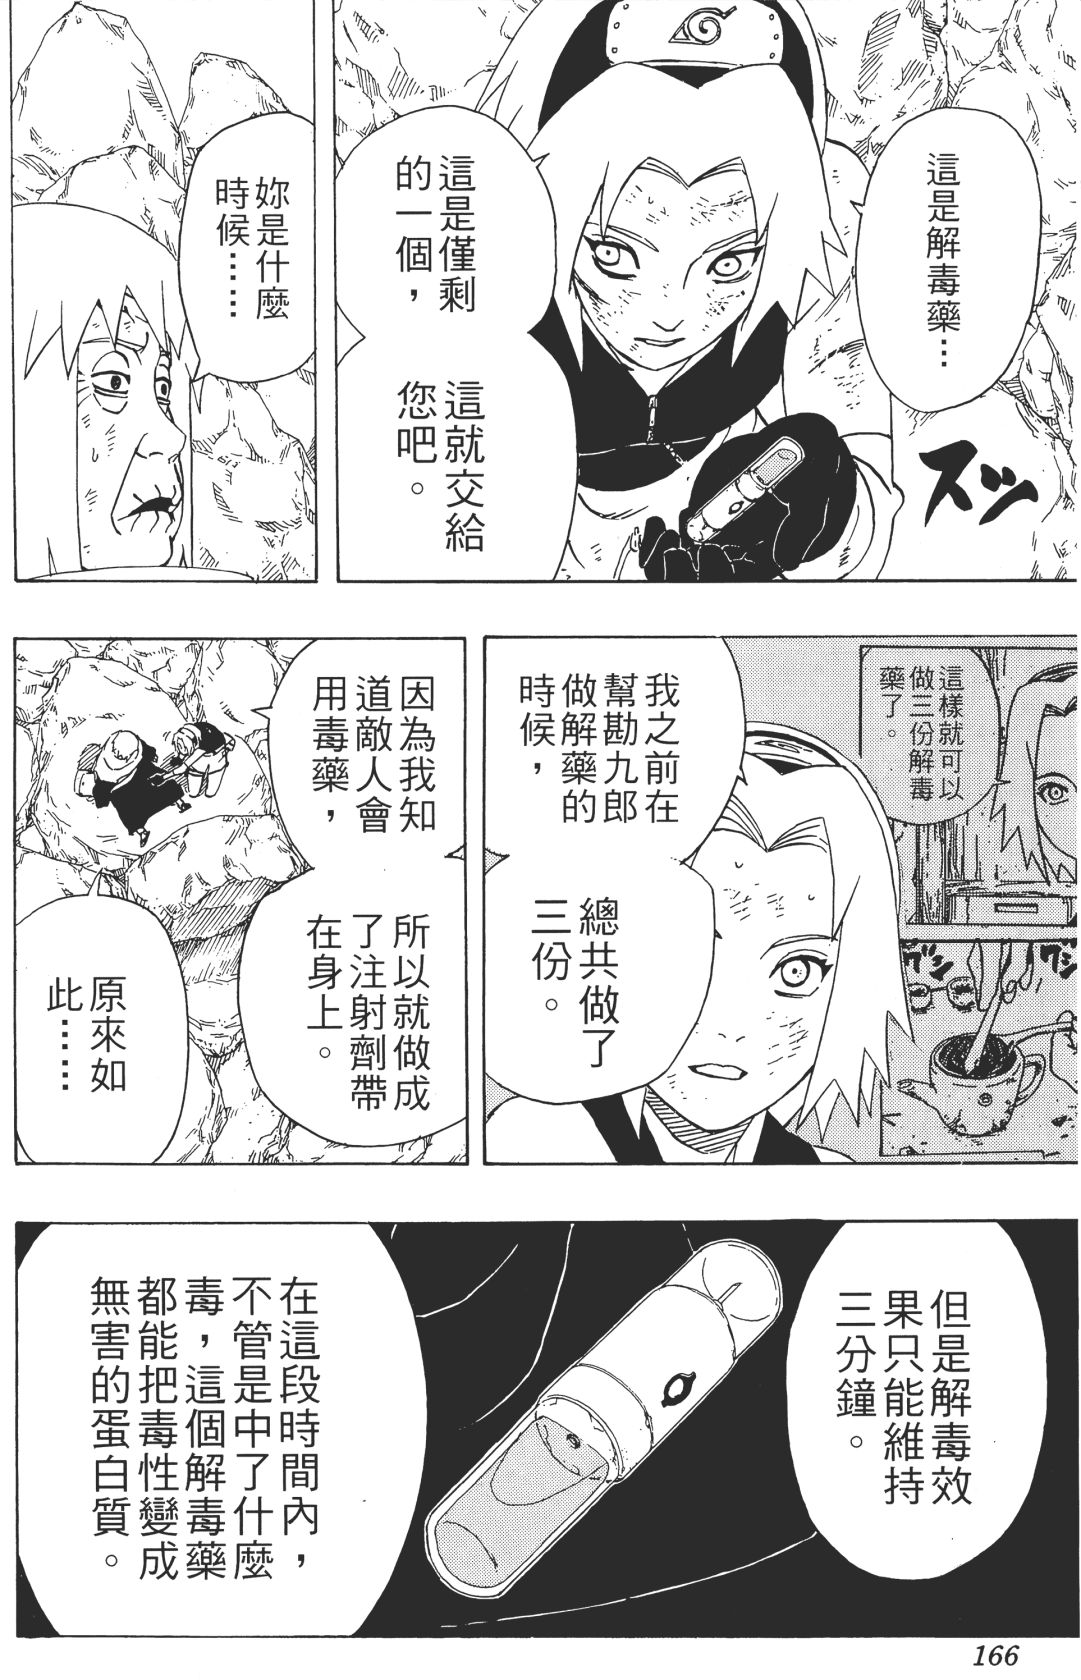 這是解毒藥…
スッ
這是僅剩
的一個，
這就交給
您吧。
妳是什麼
時候……
這樣就可以
做三份解毒
藥了。
グシ
グシ
我之前在
幫勘九郎
做解藥的
時候，
總共做了
三份。
因為我知
道敵人會
用毒藥，
所以就做成
了注射劑帶
在身上。
原來如
此……
但是解毒效
果只能維持
三分鐘。
在這段時間內，
不管是中了什麼
毒，這個解毒藥
都能把毒性變成
無害的蛋白質。
166